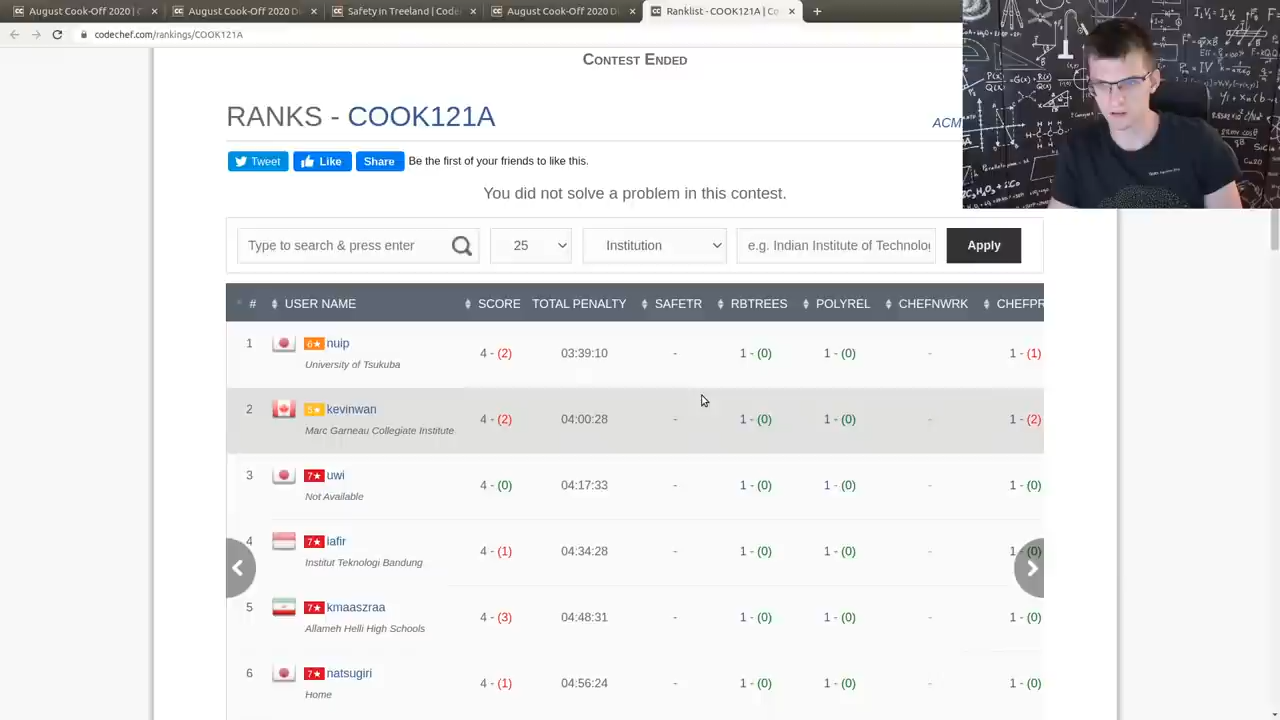 August Cook-Off 2020 |
August Cook-Off 2020 Di
Safety in Treeland | Code
August Cook-Off 2020 D
Ranklist - COOK121A | Co
codechef.com/rankings/COOK121A
Contest Ended
RANKS - COOK121A
ACM
Tweet
Like
Share
Be the first of your friends to like this.
You did not solve a problem in this contest.
Type to search & press enter
25
Institution
e.g. Indian Institute of Technolo
Apply
# USER NAME SCORE TOTAL PENALTY SAFETR RBTREES POLYREL CHEFNWRK CHEFPR
1 6★ nuip 4 - (2) 03:39:10 - 1 - (0) 1 - (0) - 1 - (1)
University of Tsukuba
2 5★ kevinwan 4 - (2) 04:00:28 - 1 - (0) 1 - (0) - 1 - (2)
Marc Garneau Collegiate Institute
3 7★ uwi 4 - (0) 04:17:33 - 1 - (0) 1 - (0) - 1 - (0)
Not Available
4 7★ iafir 4 - (1) 04:34:28 - 1 - (0) 1 - (0) - 1 - (0)
Institut Teknologi Bandung
5 7★ kmaaszraa 4 - (3) 04:48:31 - 1 - (0) 1 - (0) - 1 - (0)
Allameh Helli High Schools
6 7★ natsugiri 4 - (1) 04:56:24 - 1 - (0) 1 - (0) - 1 - (0)
Home